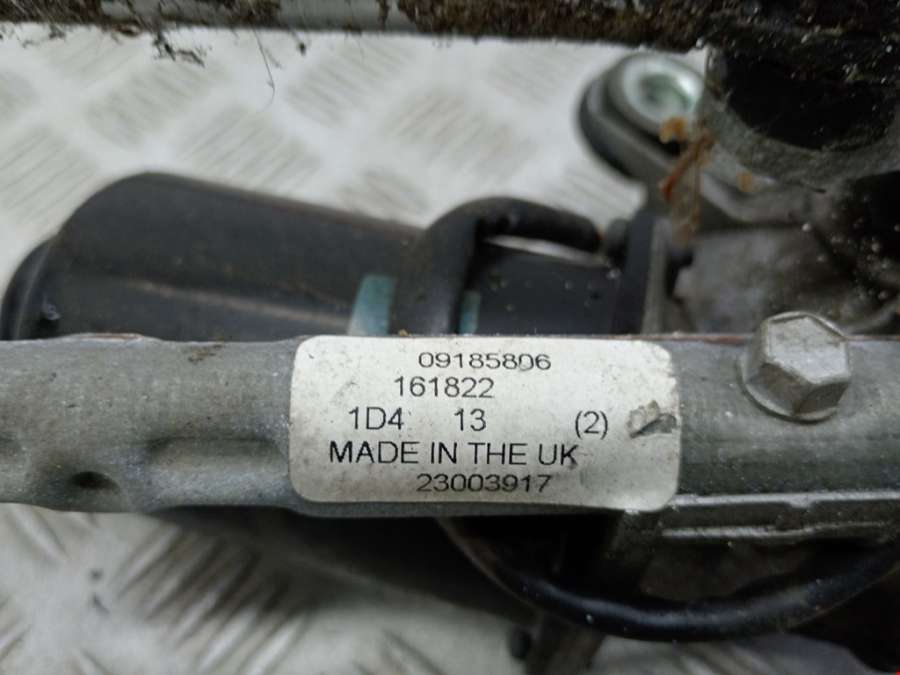 09185806
161822
1D4 13 (2)
MADE IN THE UK
23003917